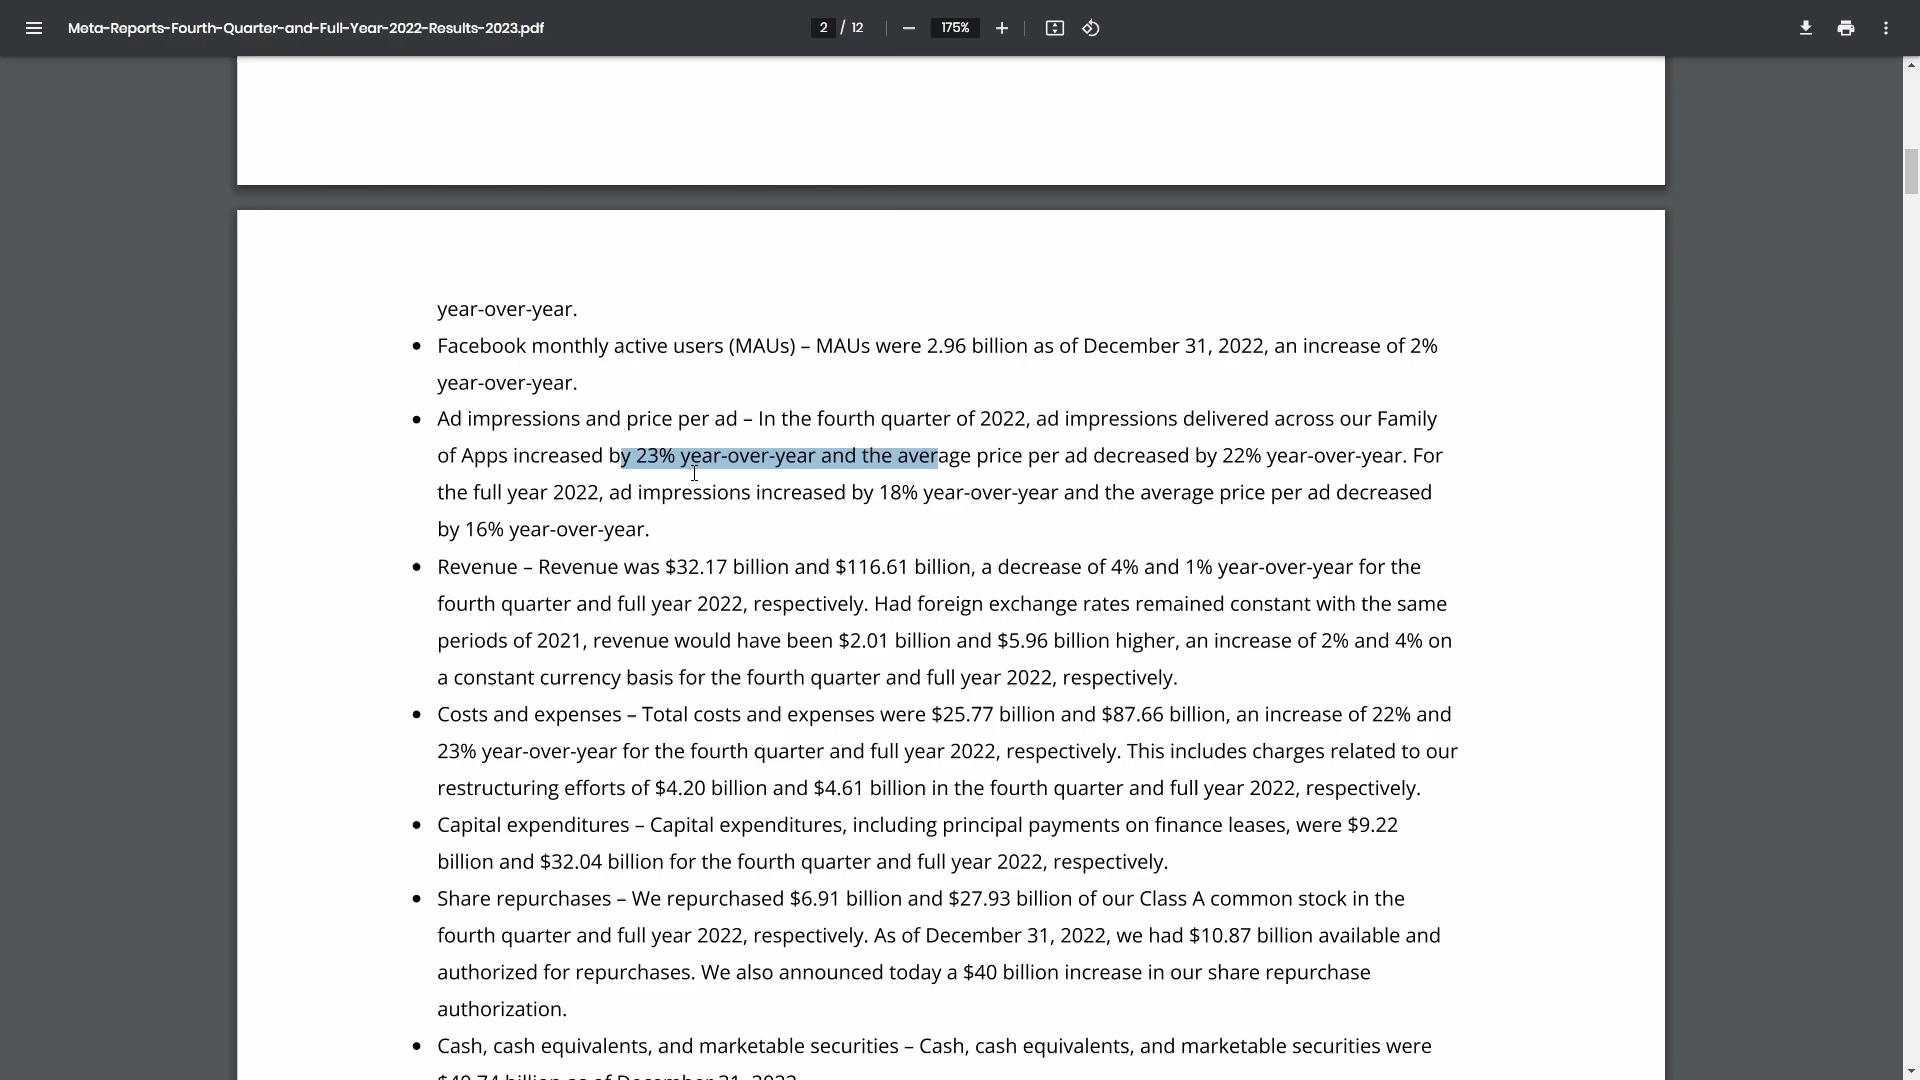 Meta-Reports-Fourth-Quarter-and-Full-Year-2022-Results-2023.pdf
2 / 12
175%
year-over-year.
• Facebook monthly active users (MAUs) – MAUs were 2.96 billion as of December 31, 2022, an increase of 2%
year-over-year.
• Ad impressions and price per ad – In the fourth quarter of 2022, ad impressions delivered across our Family
of Apps increased by 23% year-over-year and the average price per ad decreased by 22% year-over-year. For
the full year 2022, ad impressions increased by 18% year-over-year and the average price per ad decreased
by 16% year-over-year.
• Revenue – Revenue was $32.17 billion and $116.61 billion, a decrease of 4% and 1% year-over-year for the
fourth quarter and full year 2022, respectively. Had foreign exchange rates remained constant with the same
periods of 2021, revenue would have been $2.01 billion and $5.96 billion higher, an increase of 2% and 4% on
a constant currency basis for the fourth quarter and full year 2022, respectively.
• Costs and expenses – Total costs and expenses were $25.77 billion and $87.66 billion, an increase of 22% and
23% year-over-year for the fourth quarter and full year 2022, respectively. This includes charges related to our
restructuring efforts of $4.20 billion and $4.61 billion in the fourth quarter and full year 2022, respectively.
• Capital expenditures – Capital expenditures, including principal payments on finance leases, were $9.22
billion and $32.04 billion for the fourth quarter and full year 2022, respectively.
• Share repurchases – We repurchased $6.91 billion and $27.93 billion of our Class A common stock in the
fourth quarter and full year 2022, respectively. As of December 31, 2022, we had $10.87 billion available and
authorized for repurchases. We also announced today a $40 billion increase in our share repurchase
authorization.
• Cash, cash equivalents, and marketable securities – Cash, cash equivalents, and marketable securities were
$40.74 billion as of December 31, 2022.